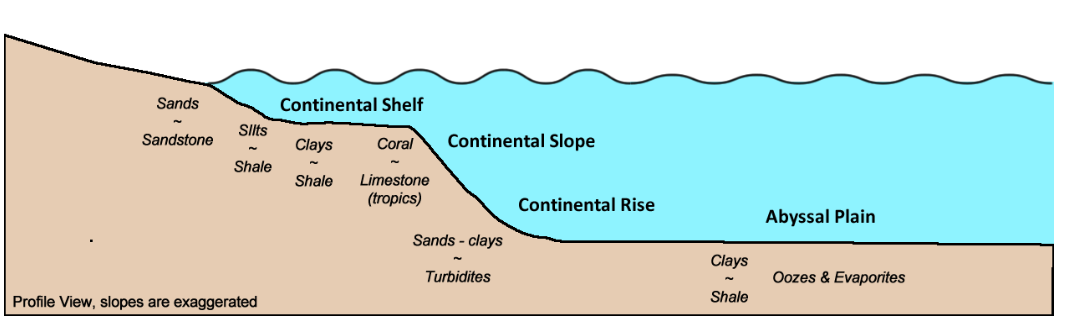 Continental Shelf
Continental Slope
Continental Rise
Abyssal Plain
Sands
~
Sandstone
SIlts
~
Shale
Clays
~
Shale
Coral
~
Limestone
(tropics)
Sands - clays
~
Turbidites
Clays
~
Shale
Oozes & Evaporites
Profile View, slopes are exaggerated